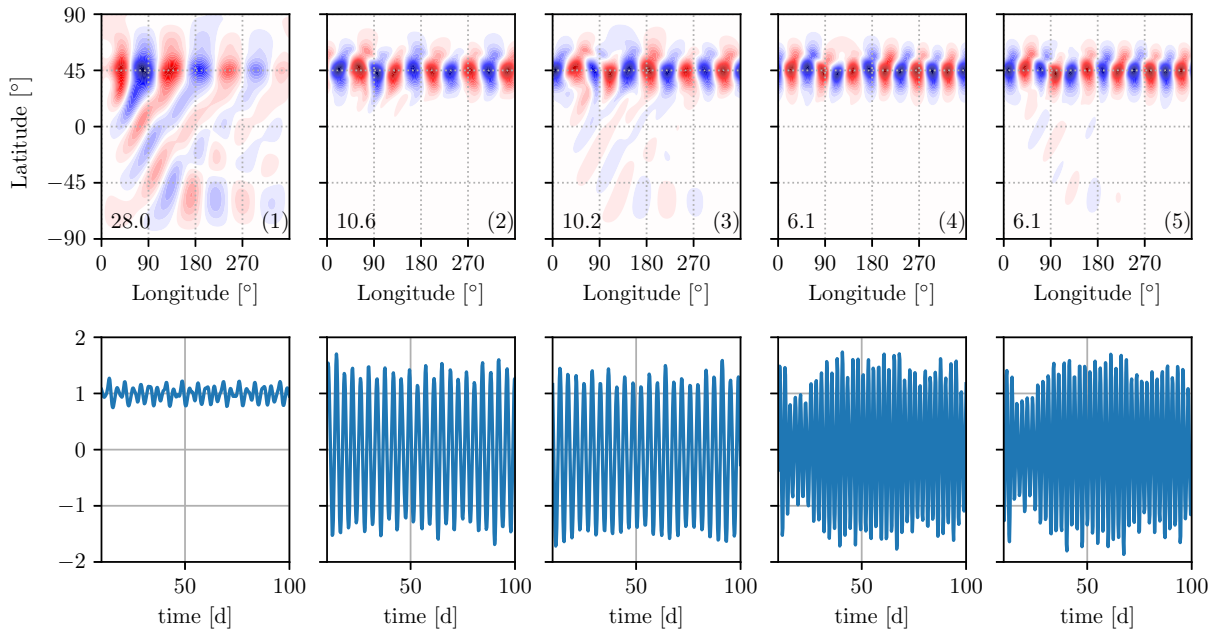 90
45
0
−45
−90
Latitude [°]
28.0 (1)
10.6 (2)
10.2 (3)
6.1 (4)
6.1 (5)
0 90 180 270
0 90 180 270
0 90 180 270
0 90 180 270
0 90 180 270
Longitude [°]
Longitude [°]
Longitude [°]
Longitude [°]
Longitude [°]
2
1
0
−1
−2
50 100
50 100
50 100
50 100
50 100
time [d]
time [d]
time [d]
time [d]
time [d]